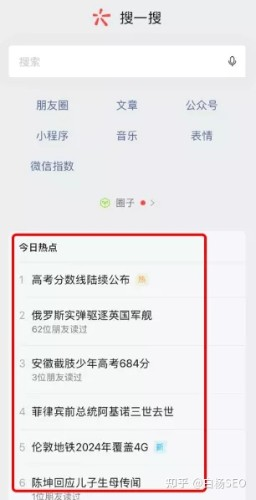 搜一搜
搜索
朋友圈 文章 公众号
小程序 音乐 表情
微信指数
圈子
今日热点
1 高考分数线陆续公布 热
2 俄罗斯实弹驱逐英国军舰
62位朋友读过
3 安徽截肢少年高考684分
3位朋友读过
4 菲律宾前总统阿基诺三世去世
5 伦敦地铁2024年覆盖4G 新
6 陈坤回应儿子生母传闻
1位朋友读过
知乎 @白杨SEO